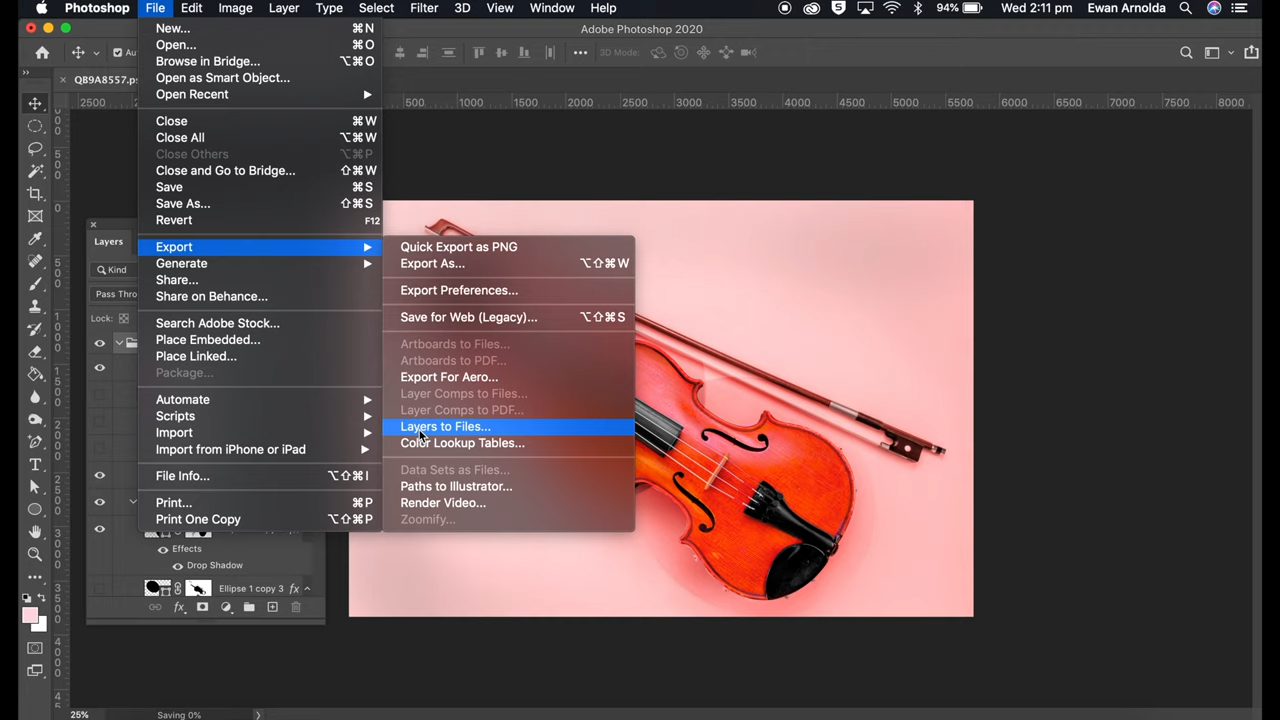 Photoshop File Edit Image Layer Type Select Filter 3D View Window Help 94% Wed 2:11 pm Ewan Arnolda
Adobe Photoshop 2020
3D Mode:
QB9A8557.ps
2500 500 1000 1500 2000 2500 3000 3500 4000 4500 5000 5500 6000 6500 7000 7500 8000
New... ⌘N
Open... ⌘O
Browse in Bridge... ⌥⌘O
Open as Smart Object...
Open Recent
Close ⌘W
Close All ⌥⌘W
Close Others ⌥⌘P
Close and Go to Bridge... ⇧⌘W
Save ⌘S
Save As... ⇧⌘S
Revert F12
Export
Generate
Share...
Share on Behance...
Search Adobe Stock...
Place Embedded...
Place Linked...
Package...
Automate
Scripts
Import
Import from iPhone or iPad
File Info... ⌥⇧⌘I
Print... ⌘P
Print One Copy ⌥⇧⌘P
Quick Export as PNG
Export As... ⌥⇧⌘W
Export Preferences...
Save for Web (Legacy)... ⌥⇧⌘S
Artboards to Files...
Artboards to PDF...
Export For Aero...
Layer Comps to Files...
Layer Comps to PDF...
Layers to Files...
Color Lookup Tables...
Data Sets as Files...
Paths to Illustrator...
Render Video...
Zoomify...
Layers
Kind
Pass Thro
Lock:
Effects
Drop Shadow
Ellipse 1 copy 3 fx
fx
25% Saving 0%